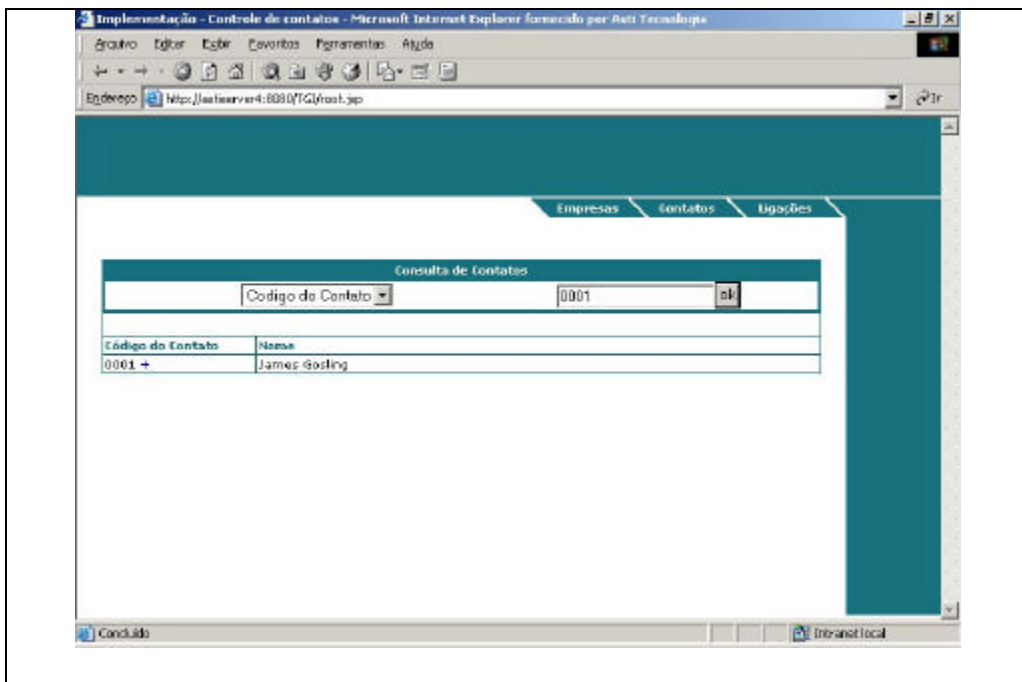 Implementação - Controle de contatos - Microsoft Internet Explorer fornecido por Asti Tecnologia
Arquivo Editar Exibir Favoritos Ferramentas Ajuda
Endereço http://astiserver4:8080/TGI/root.jsp Ir
Empresas Contatos Ligações
Consulta de Contatos
Codigo do Contato 0001 ok
Código do Contato Nome
0001 + James Gosling
Concluído Intranet local